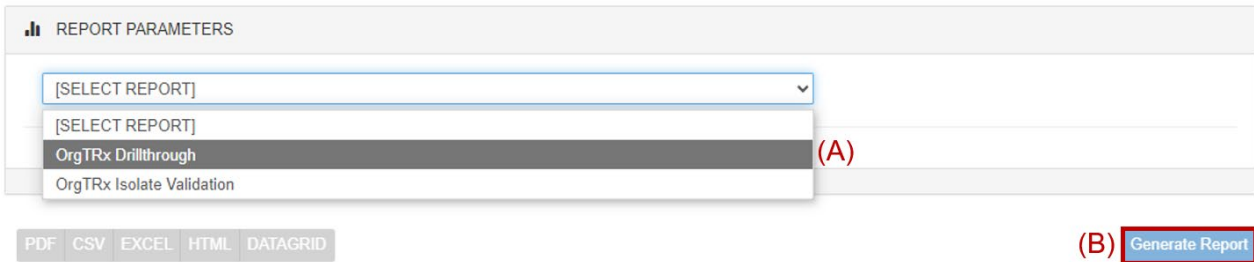 REPORT PARAMETERS
[SELECT REPORT]
[SELECT REPORT]
OrgTRx Drillthrough (A)
OrgTRx Isolate Validation
PDF CSV EXCEL HTML DATAGRID (B) Generate Report